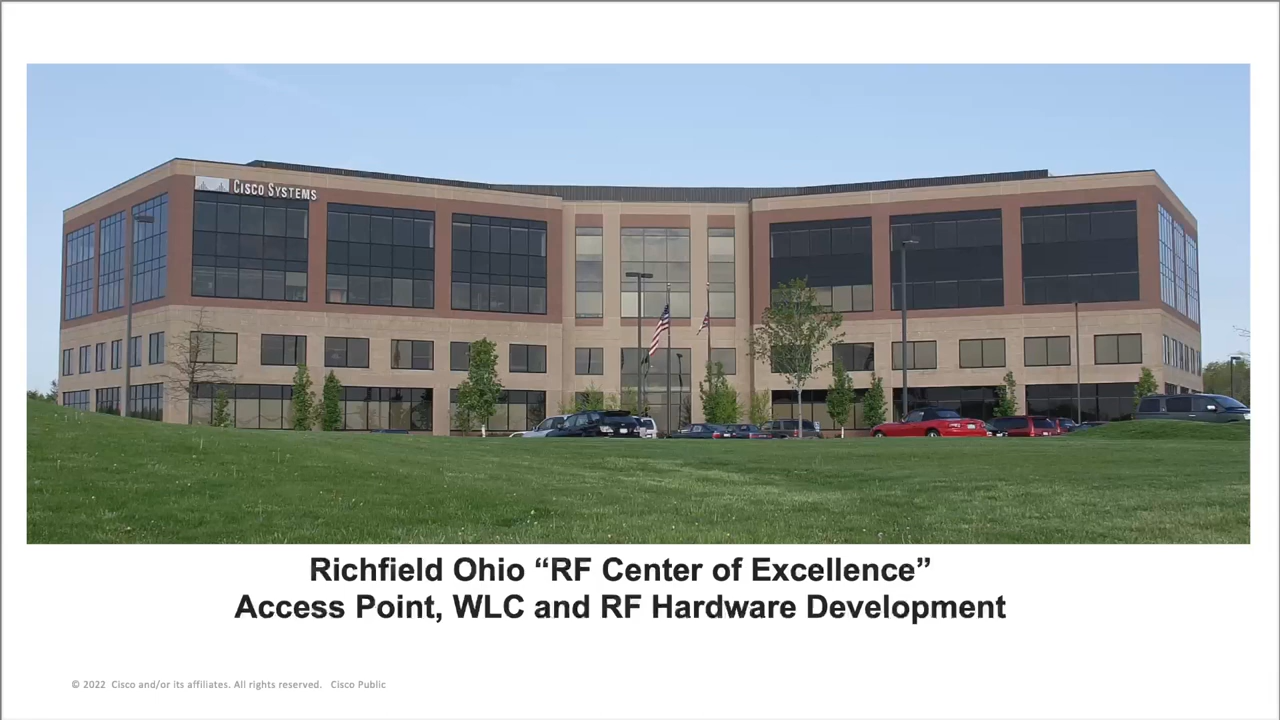 Cisco Systems
Richfield Ohio “RF Center of Excellence”
Access Point, WLC and RF Hardware Development
© 2022 Cisco and/or its affiliates. All rights reserved. Cisco Public